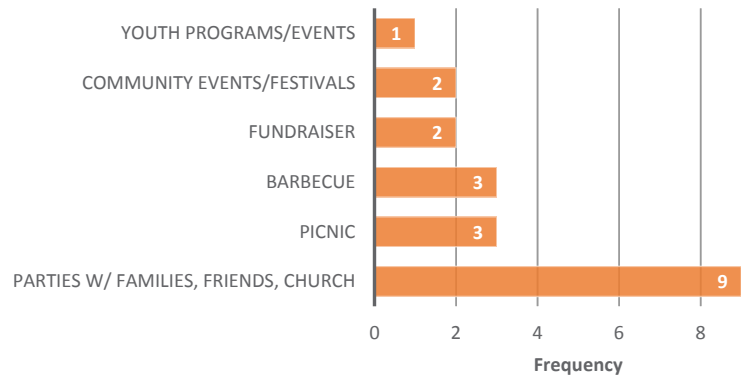 YOUTH PROGRAMS/EVENTS 1
COMMUNITY EVENTS/FESTIVALS 2
FUNDRAISER 2
BARBECUE 3
PICNIC 3
PARTIES W/ FAMILIES, FRIENDS, CHURCH 9
0 2 4 6 8
Frequency